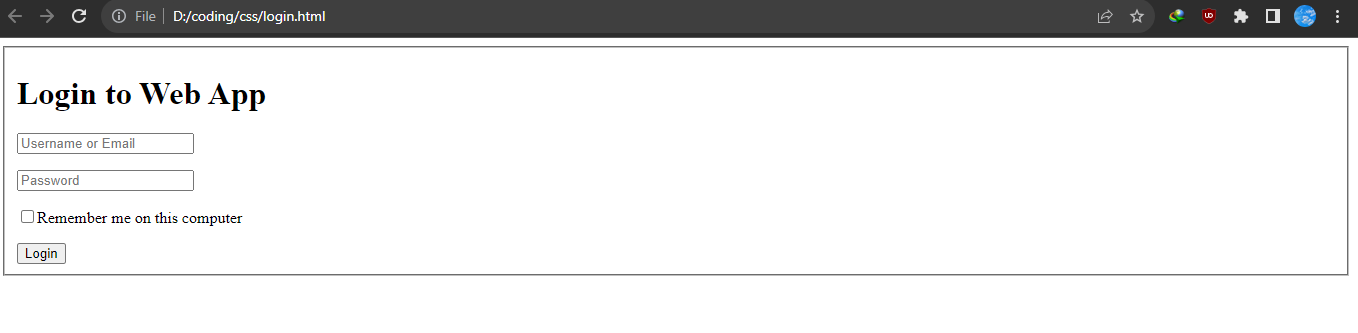 File D:/coding/css/login.html
Login to Web App
Username or Email
Password
Remember me on this computer
Login